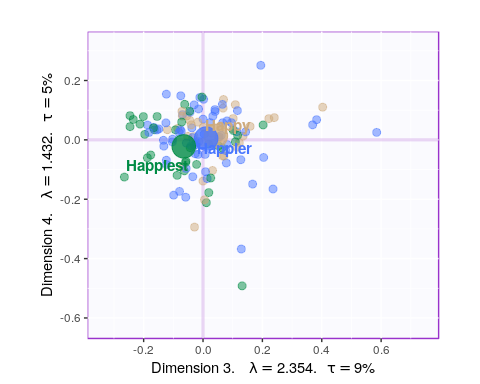 0.2
0.0
-0.2
-0.4
-0.6
Happier
Happiest
-0.2
0.0
0.2
0.4
0.6
Dimension 4. λ = 1.432. τ = 5%
Dimension 3. λ = 2.354. τ = 9%